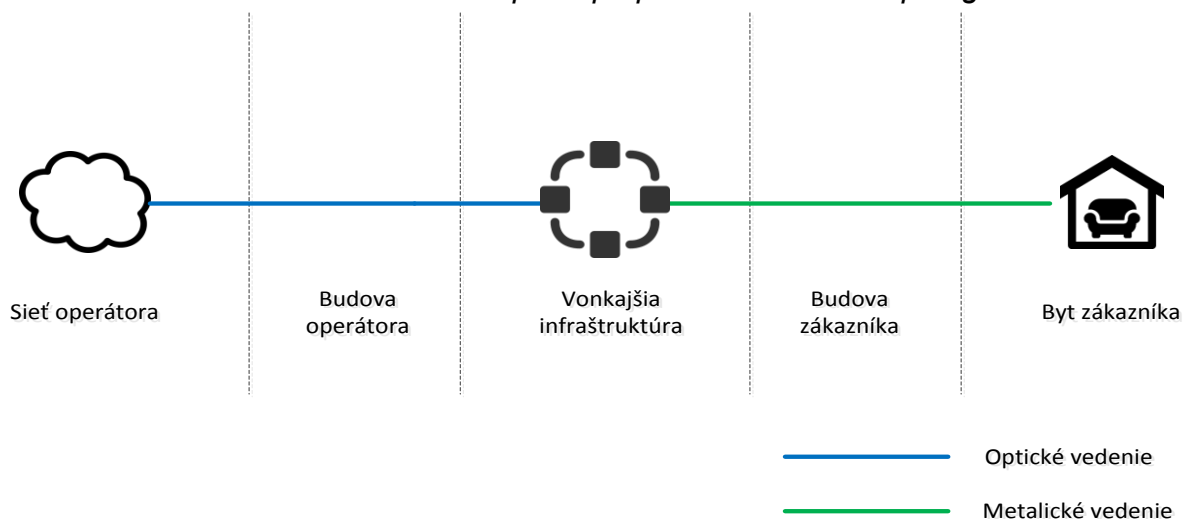 Sieť operátora
Budova
operátora
Vonkajšia
infraštruktúra
Budova
zákazníka
Byt zákazníka
Optické vedenie
Metalické vedenie